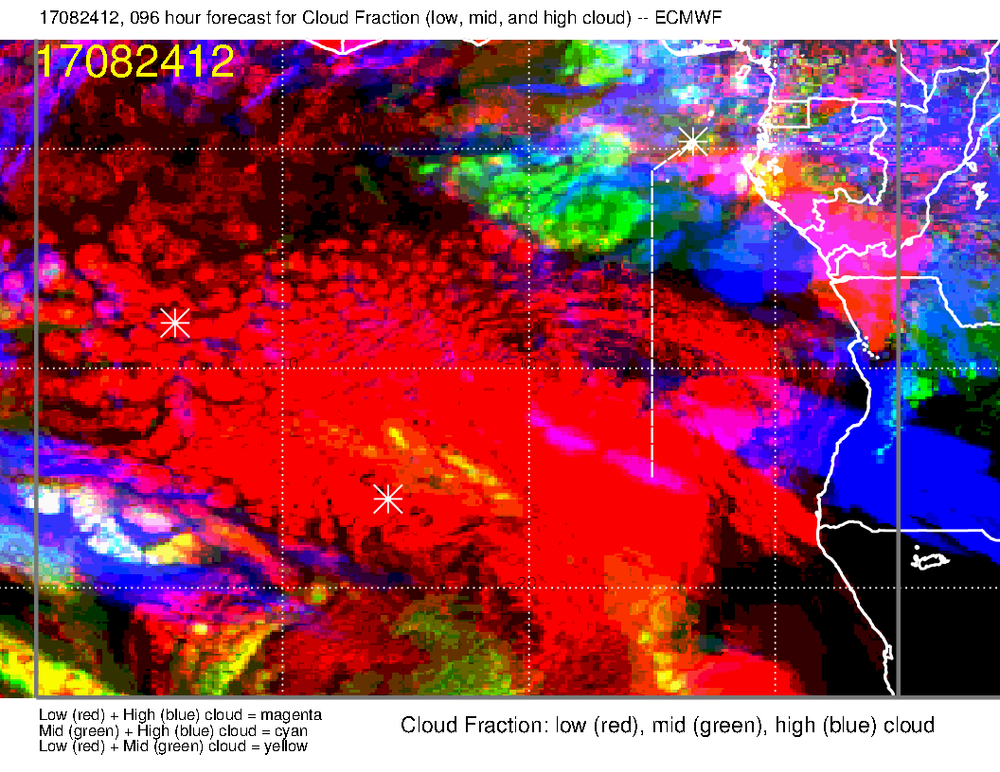 17082412, 096 hour forecast for Cloud Fraction (low, mid, and high cloud) -- ECMWF
17082412
Low (red) + High (blue) cloud = magenta
Mid (green) + High (blue) cloud = cyan
Low (red) + Mid (green) cloud = yellow
Cloud Fraction: low (red), mid (green), high (blue) cloud